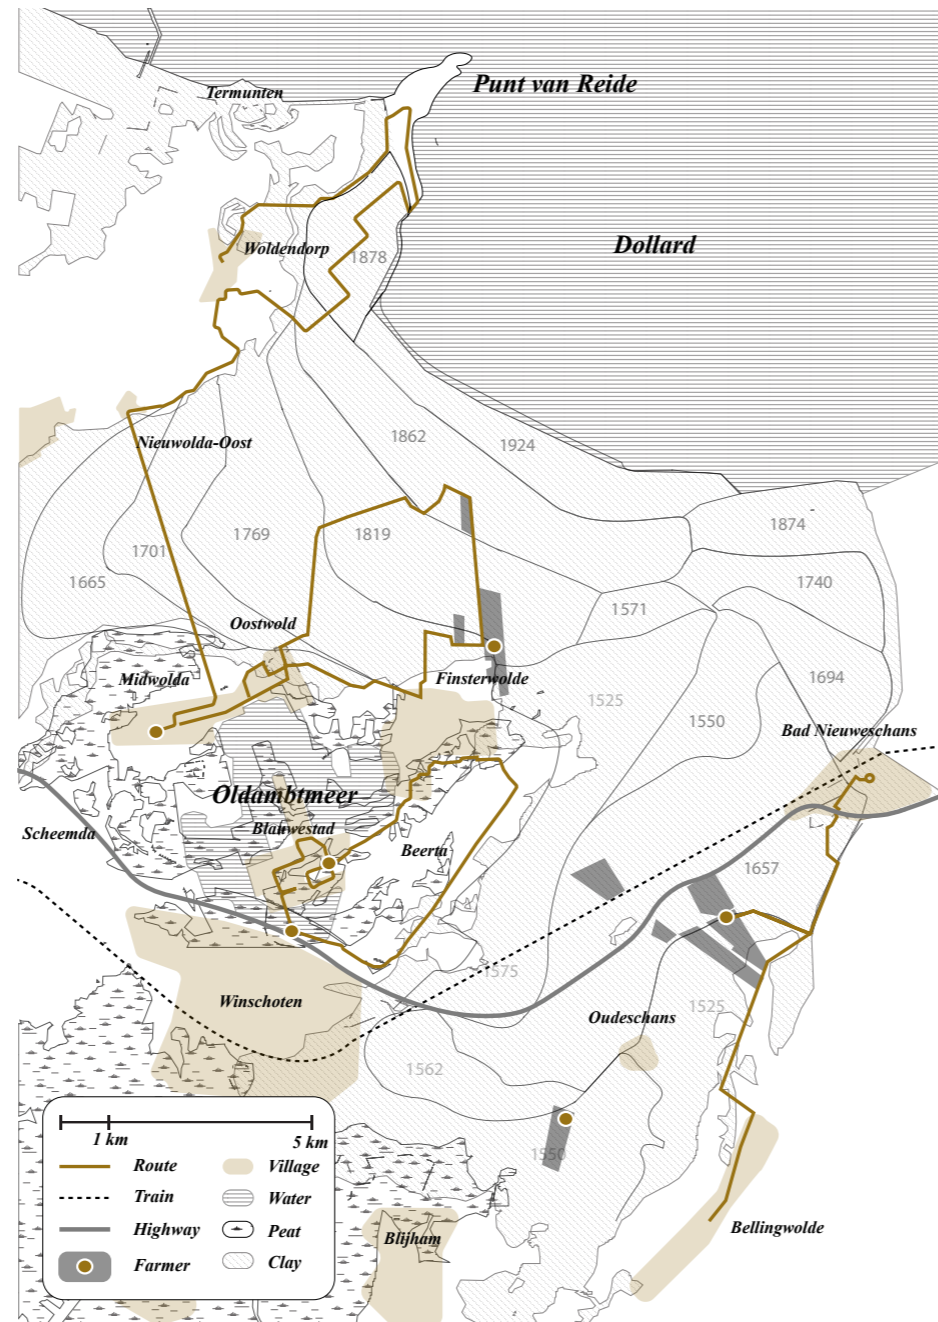 Punt van Reide
Termunten
Dollard
Woldendorp
1878
Nieuwolda-Oost
1862
1924
1874
1769
1819
1701
1740
1665
1571
Oostwold
Midwolda
Finsterwolde
1694
1525
1550
Bad Nieuweschans
Oldambtmeer
Scheemda
Blauwestad
Beerta
1657
1575
Winschoten
1525
Oudeschans
1562
1550
Bellingwolde
Blijham
1 km
5 km
Route
Village
Train
Water
Highway
Peat
Farmer
Clay